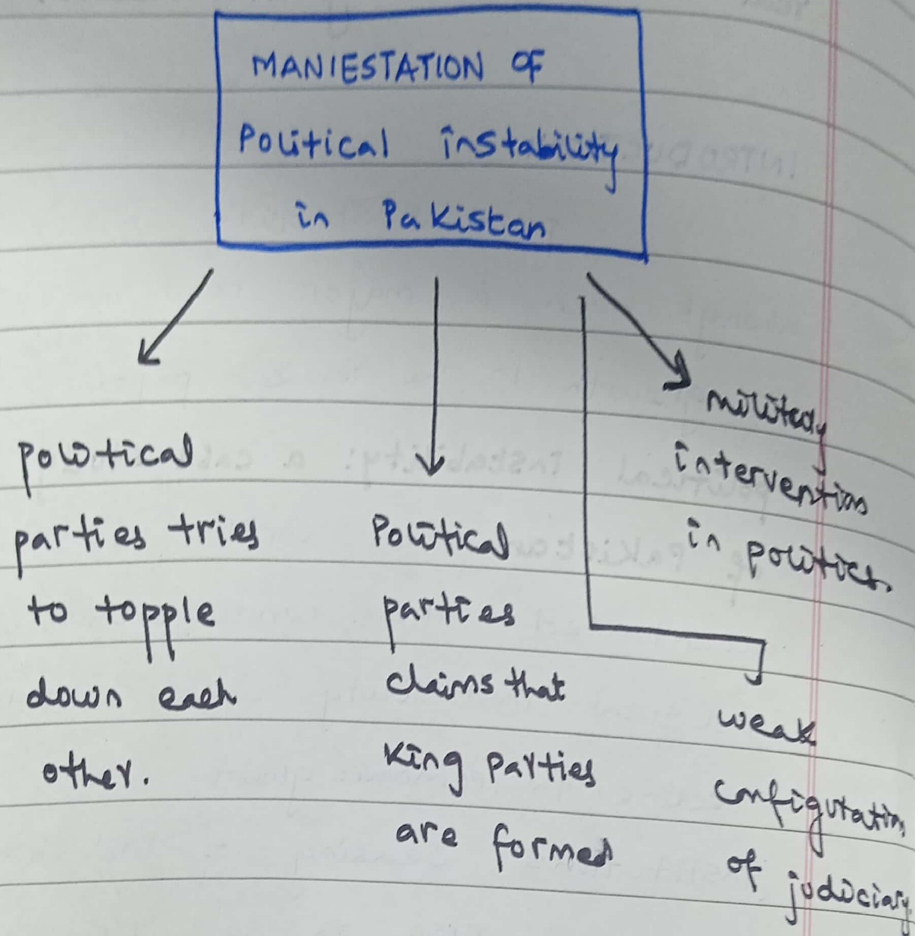 MANIESTATION OF
Political instability
in Pakistan
political
parties tries
to topple
down each
other.
Political
parties
claims that
King parties
are formed
military
intervention
in politics.
weak
configuration
of judiciary